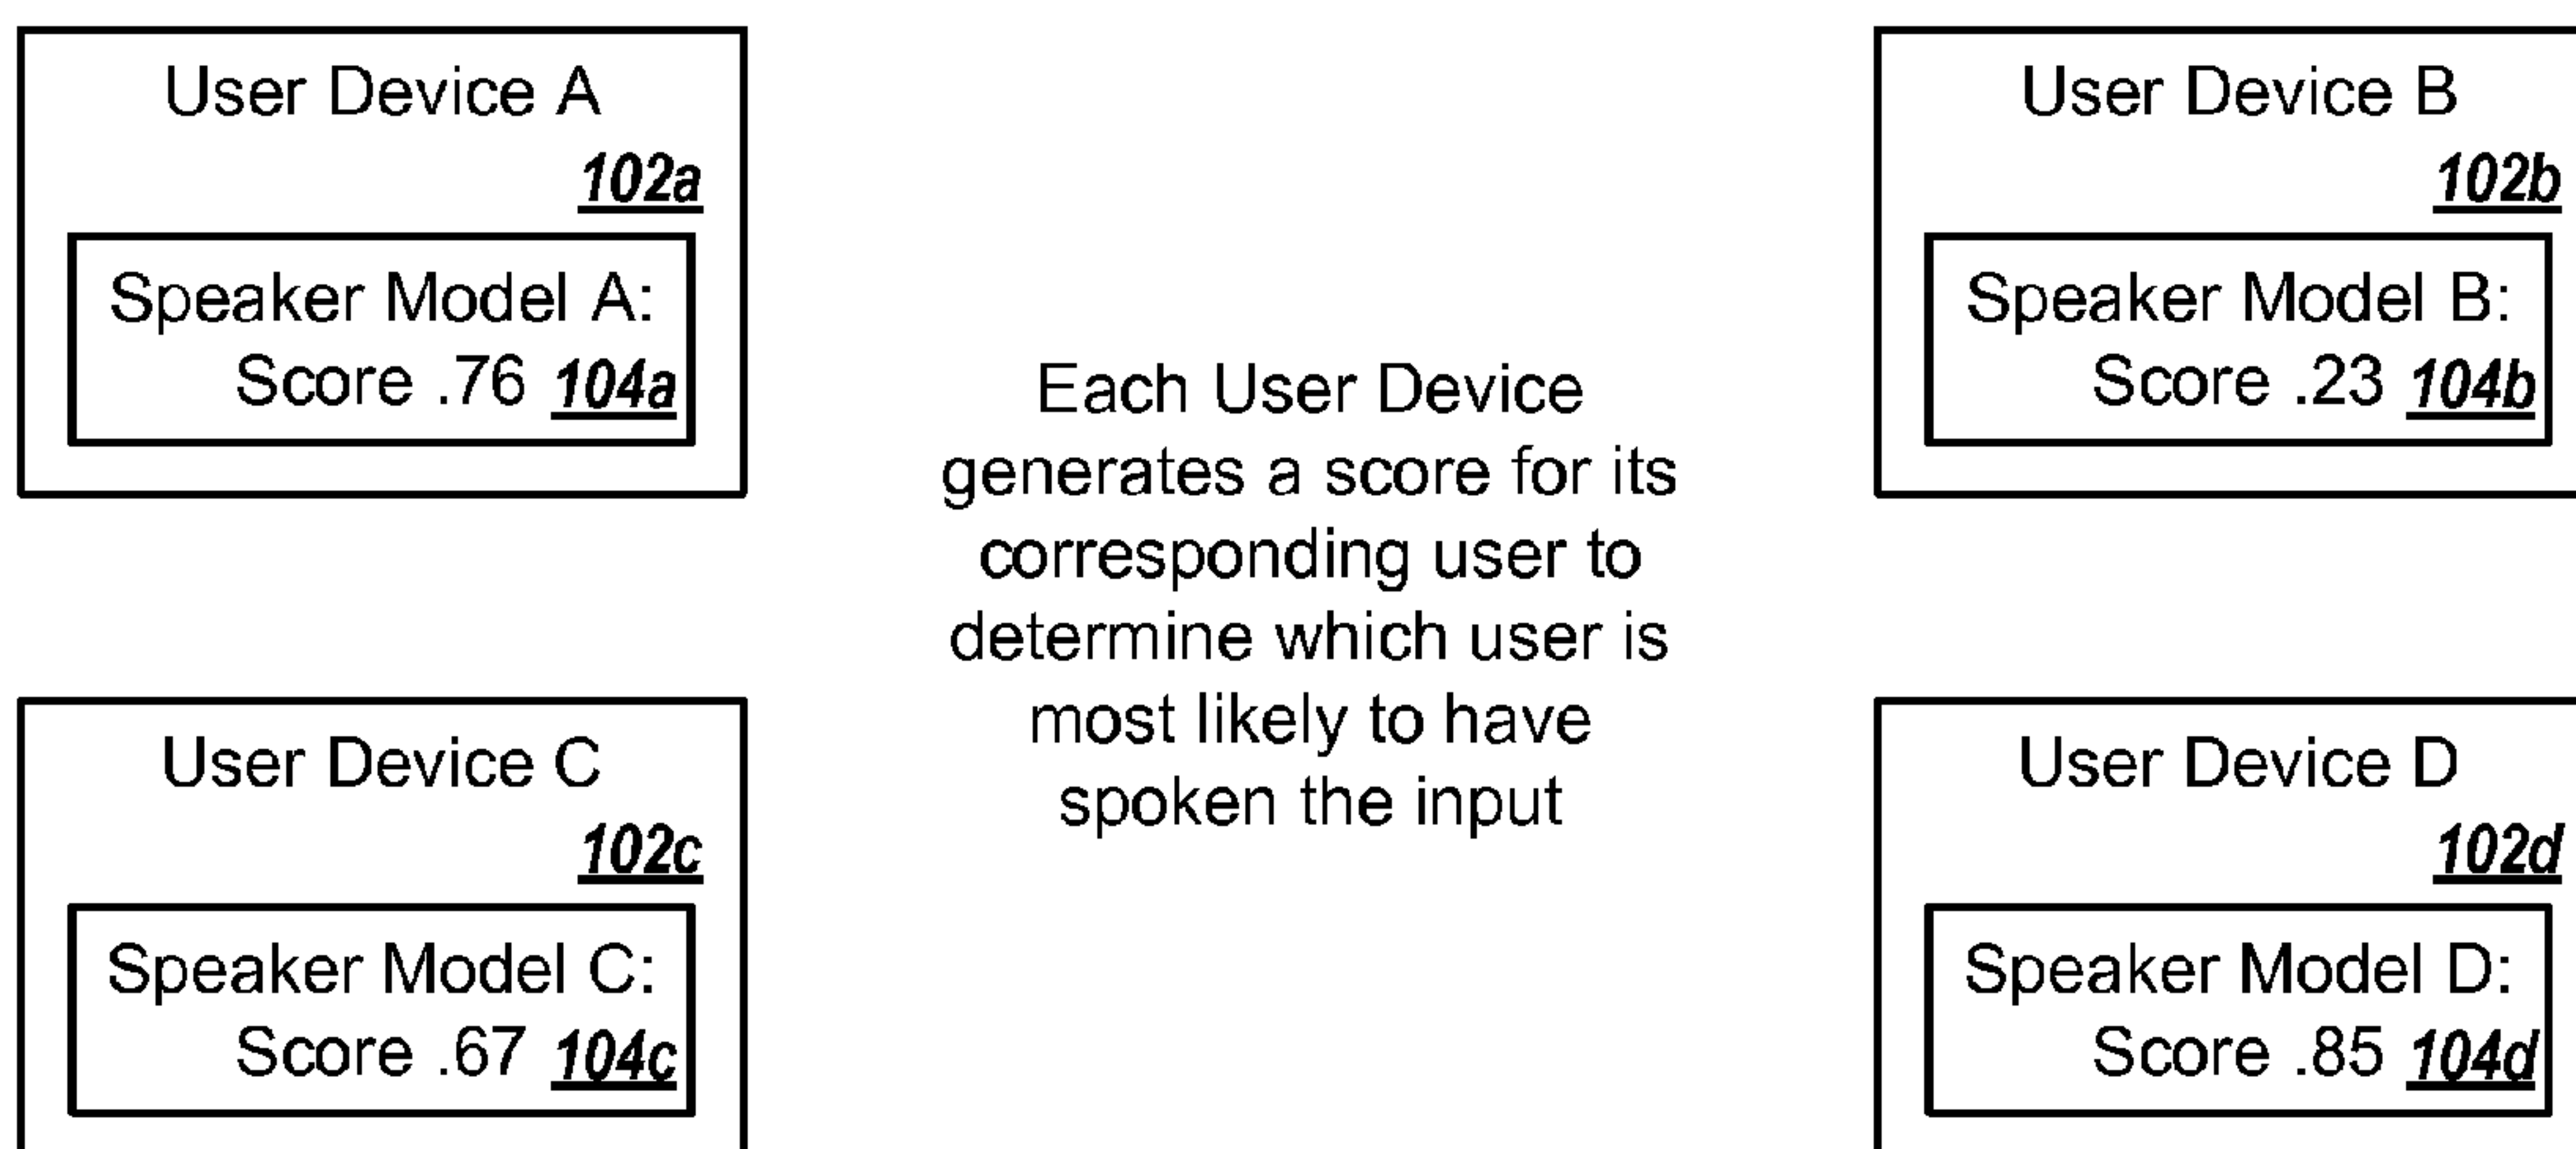 User Device A
102a
Speaker Model A:
Score .76 104a
User Device B
102b
Speaker Model B:
Score .23 104b
Each User Device
generates a score for its
corresponding user to
determine which user is
most likely to have
spoken the input
User Device C
102c
Speaker Model C:
Score .67 104c
User Device D
102d
Speaker Model D:
Score .85 104d